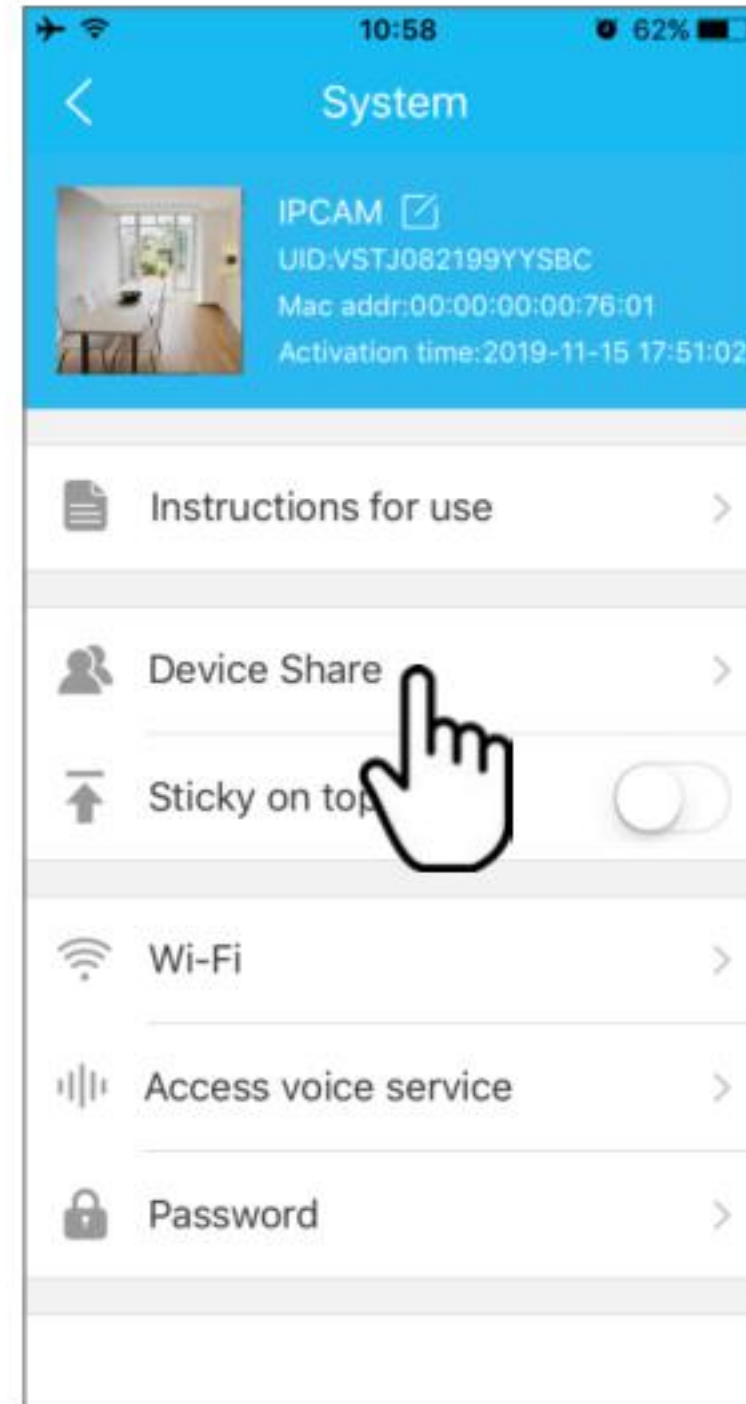 10:58
62%
System
IPCAM
UID:VSTJ082199YYSBC
Mac addr:00:00:00:00:76:01
Activation time:2019-11-15 17:51:02
Instructions for use
Device Share
Sticky on top
Wi-Fi
Access voice service
Password